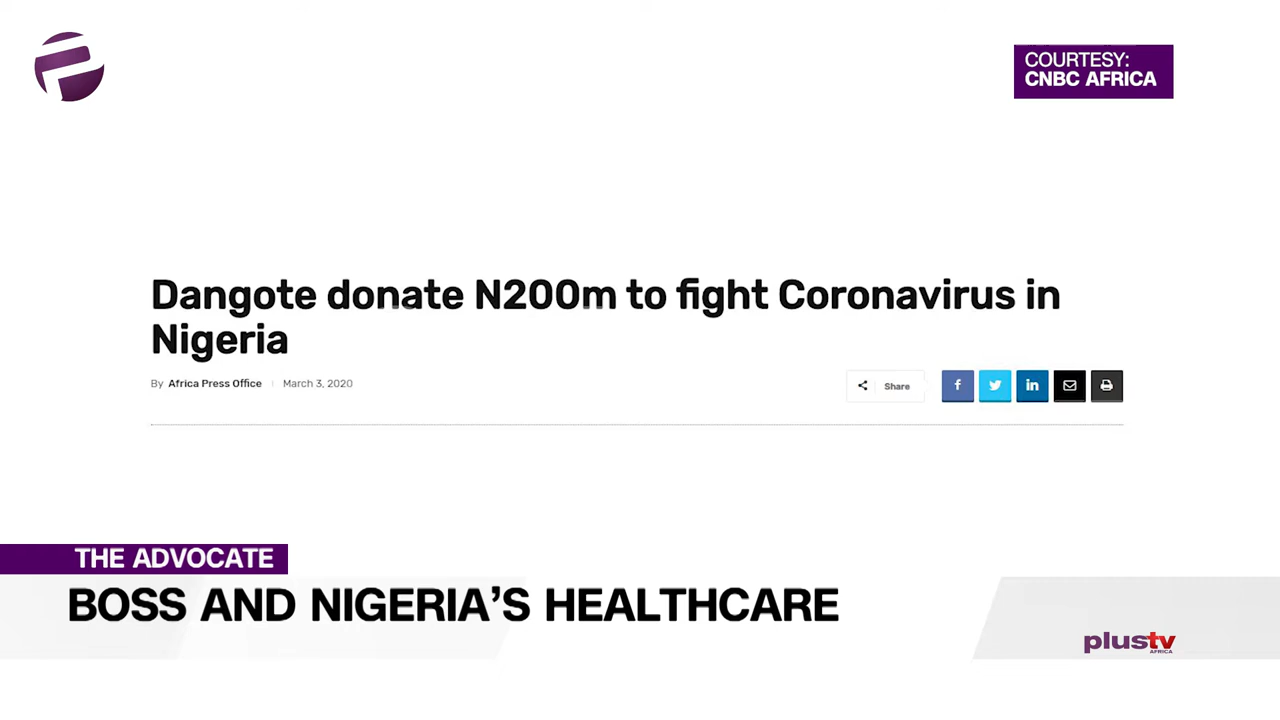 COURTESY:
CNBC AFRICA
Dangote donate N200m to fight Coronavirus in
Nigeria
By Africa Press Office March 3, 2020
Share
THE ADVOCATE
BOSS AND NIGERIA’S HEALTHCARE
plustv
AFRICA